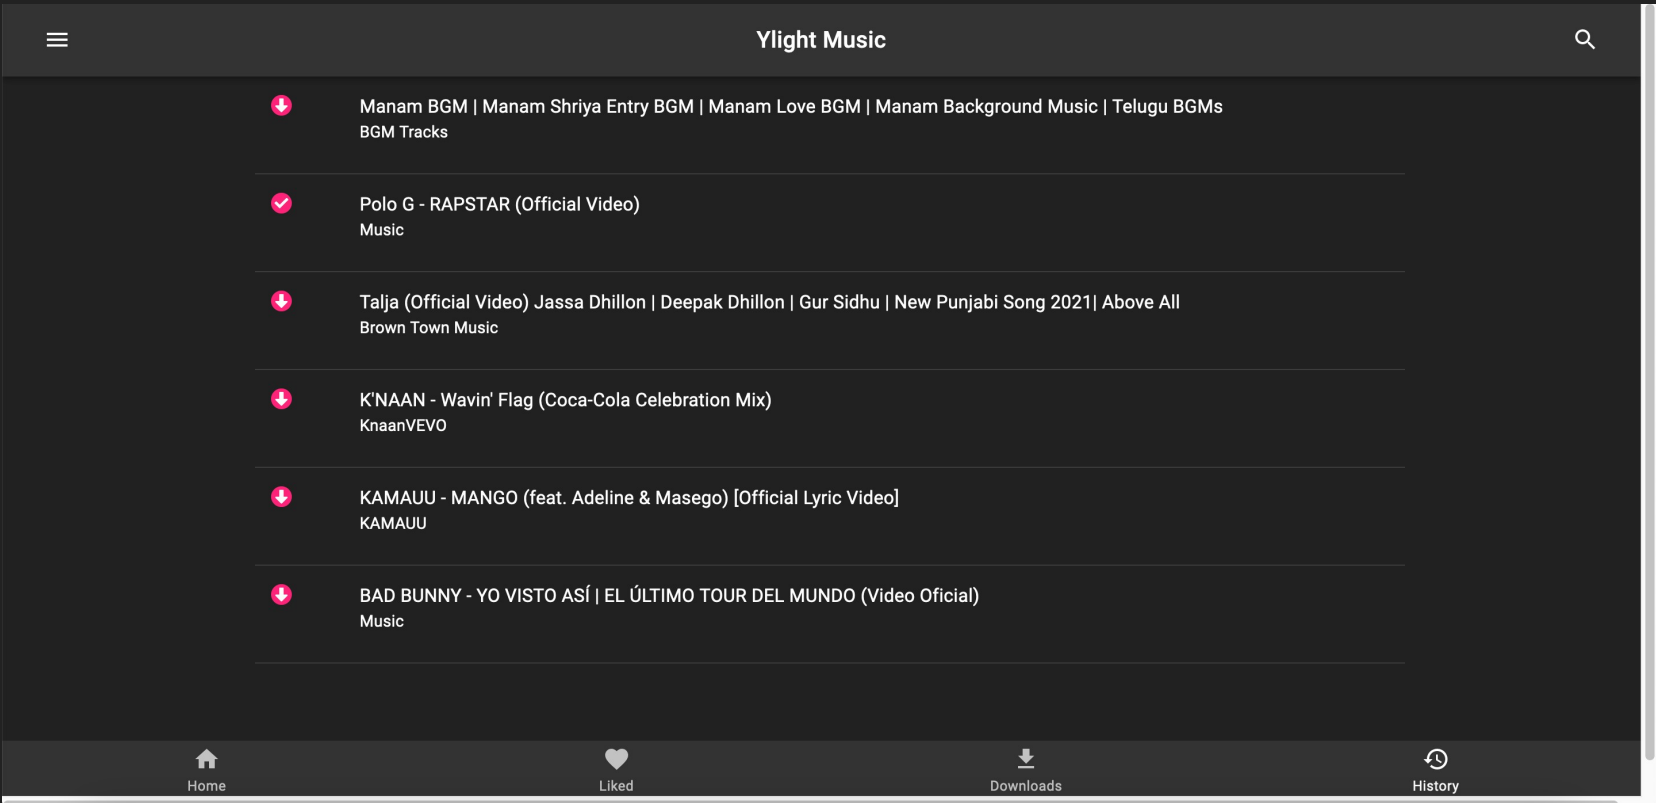 Ylight Music
Manam BGM | Manam Shriya Entry BGM | Manam Love BGM | Manam Background Music | Telugu BGMs
BGM Tracks
Polo G - RAPSTAR (Official Video)
Music
Talja (Official Video) Jassa Dhillon | Deepak Dhillon | Gur Sidhu | New Punjabi Song 2021| Above All
Brown Town Music
K'NAAN - Wavin' Flag (Coca-Cola Celebration Mix)
KnaanVEVO
KAMAUU - MANGO (feat. Adeline & Masego) [Official Lyric Video]
KAMAUU
BAD BUNNY - YO VISTO ASÍ | EL ÚLTIMO TOUR DEL MUNDO (Video Oficial)
Music
Home
Liked
Downloads
History